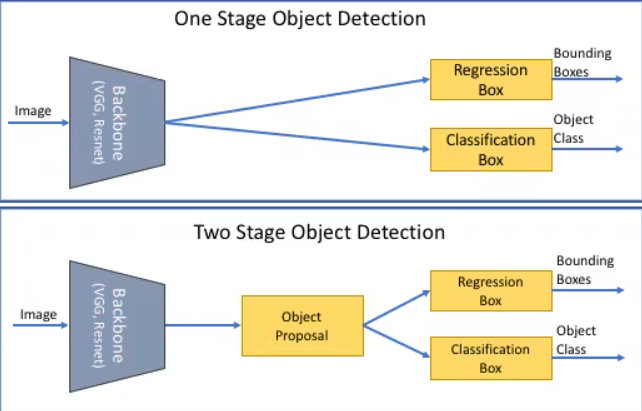 One Stage Object Detection
Image
Backbone
(VGG, Resnet)
Regression
Box
Bounding
Boxes
Classification
Box
Object
Class
Two Stage Object Detection
Image
Backbone
(VGG, Resnet)
Object
Proposal
Regression
Box
Bounding
Boxes
Classification
Box
Object
Class